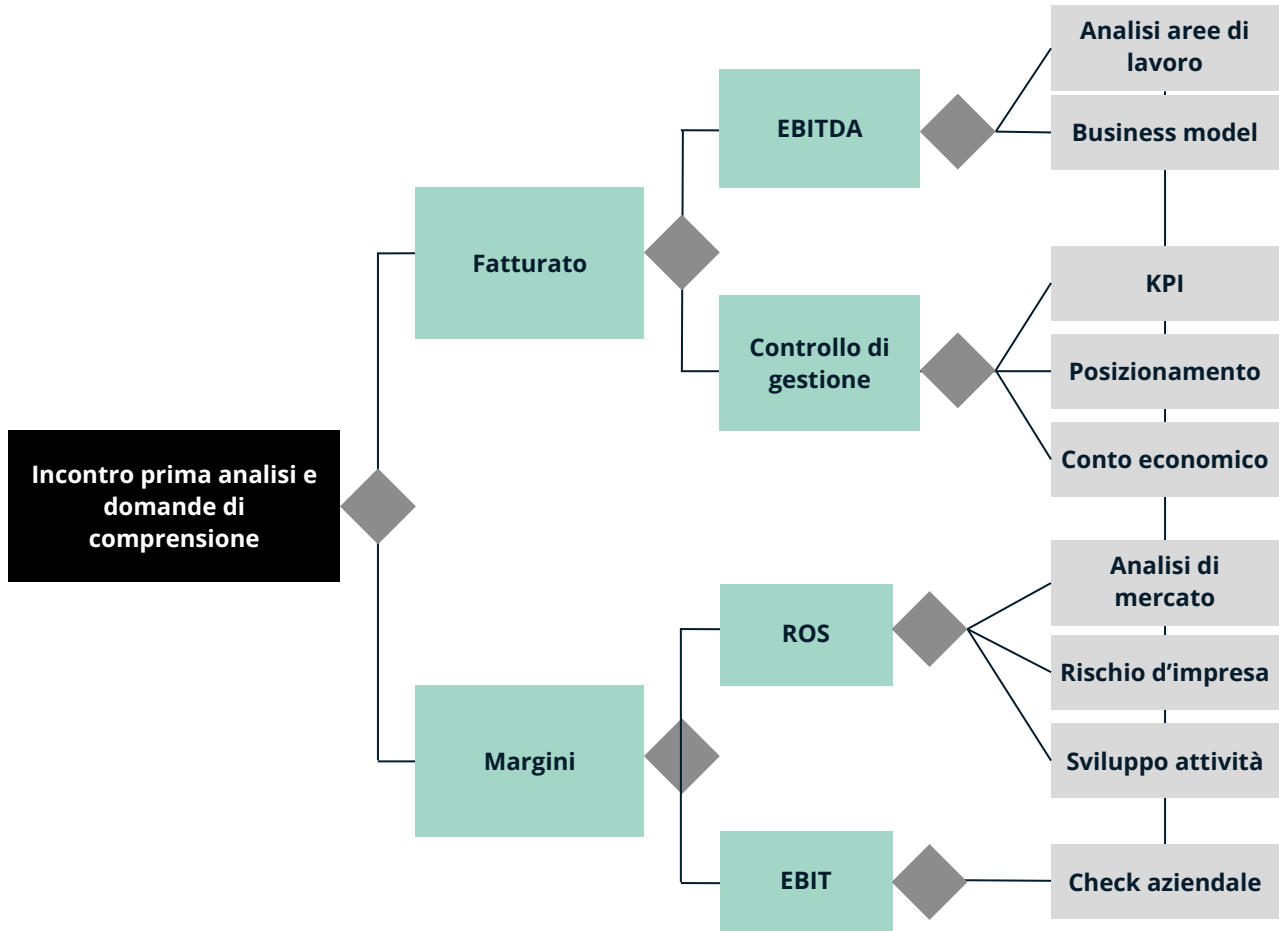 Analisi aree di
lavoro
EBITDA
Business model
Fatturato
KPI
Controllo di
gestione
Posizionamento
Conto economico
Incontro prima analisi e
domande di
comprensione
Analisi di
mercato
ROS
Rischio d’impresa
Margini
Sviluppo attività
EBIT
Check aziendale